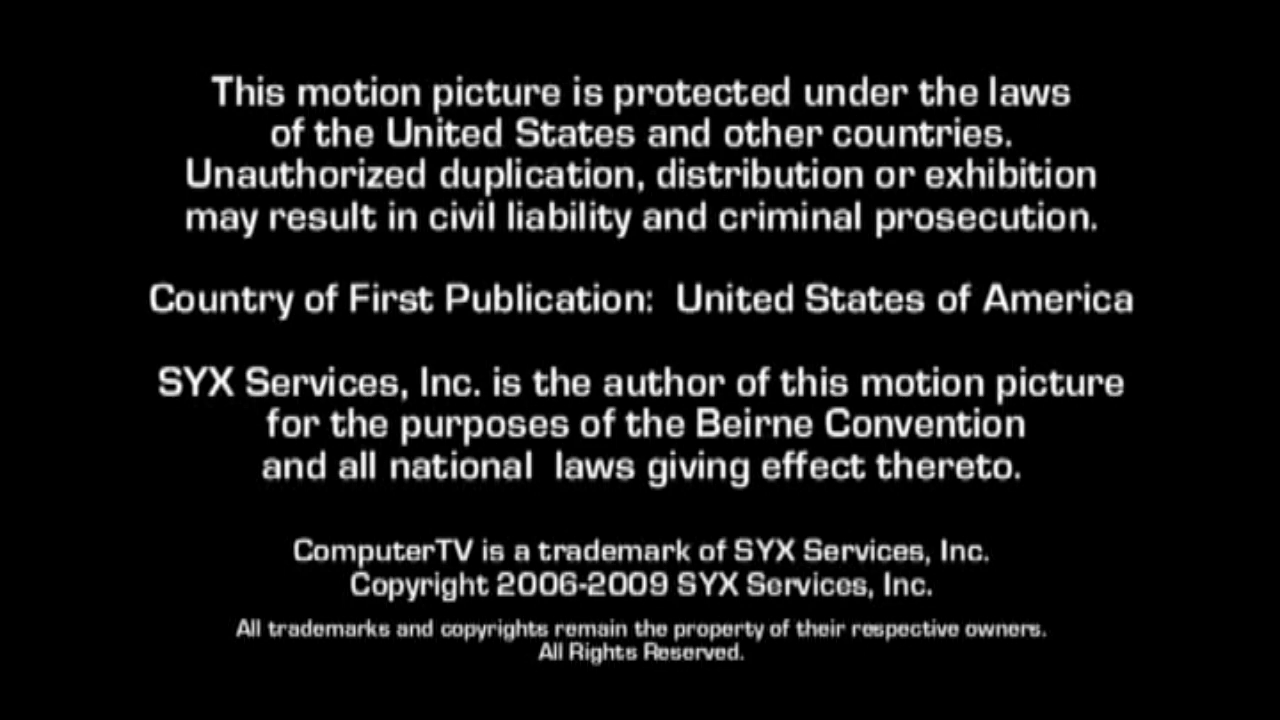 This motion picture is protected under the laws
of the United States and other countries.
Unauthorized duplication, distribution or exhibition
may result in civil liability and criminal prosecution.
Country of First Publication:  United States of America
SYX Services, Inc. is the author of this motion picture
for the purposes of the Beirne Convention
and all national  laws giving effect thereto.
ComputerTV is a trademark of SYX Services, Inc.
Copyright 2006-2009 SYX Services, Inc.
All trademarks and copyrights remain the property of their respective owners.
All Rights Reserved.